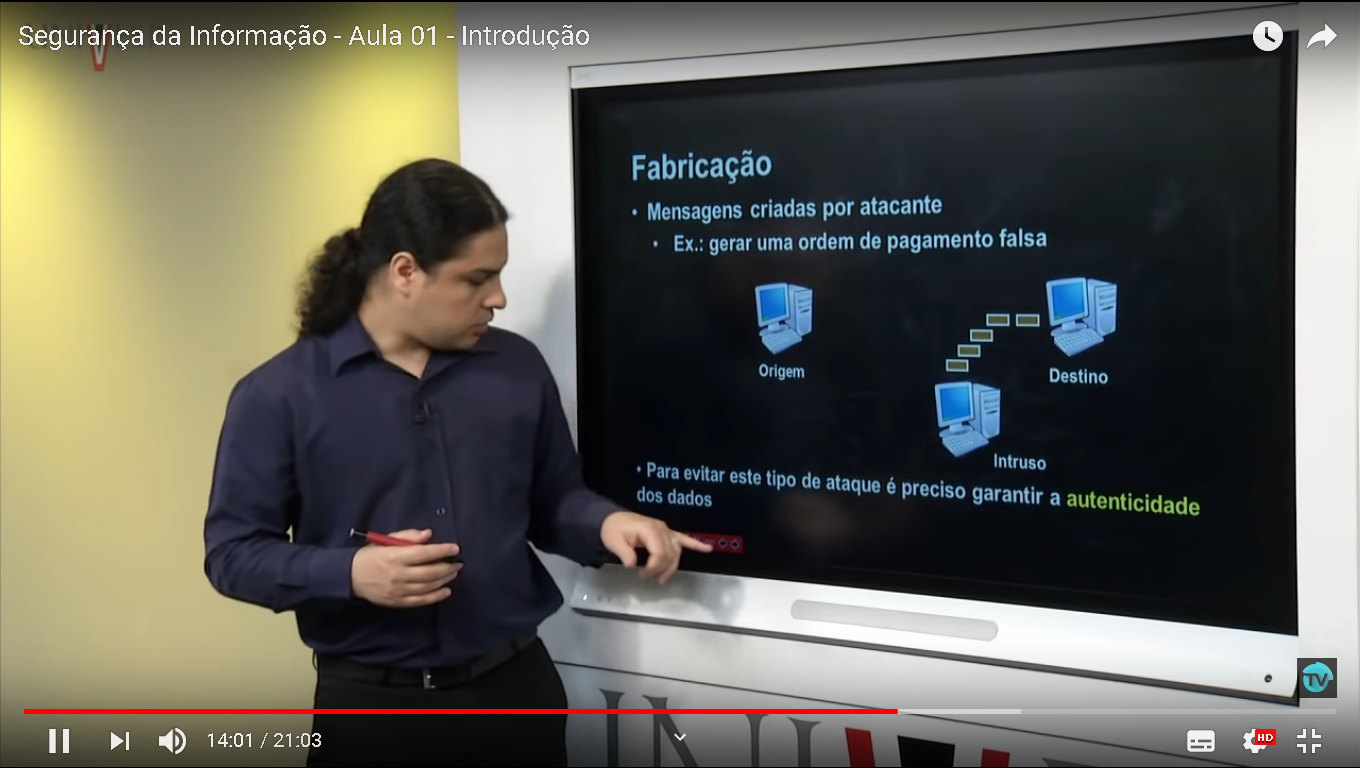 Segurança da Informação - Aula 01 - Introdução
Fabricação
• Mensagens criadas por atacante
• Ex.: gerar uma ordem de pagamento falsa
Origem
Destino
Intruso
• Para evitar este tipo de ataque é preciso garantir a autenticidade
dos dados
TV
14:01 / 21:03
HD